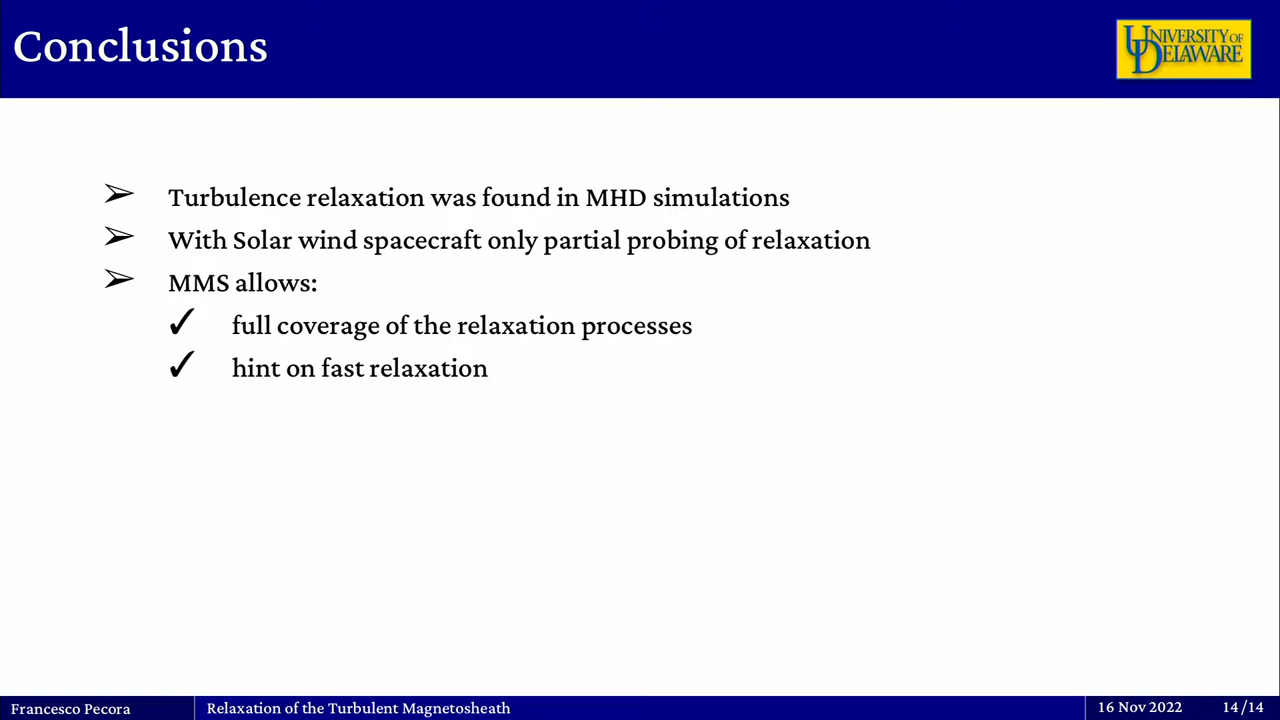 Conclusions
UNIVERSITY OF
DELAWARE
➢ Turbulence relaxation was found in MHD simulations
➢ With Solar wind spacecraft only partial probing of relaxation
➢ MMS allows:
✓ full coverage of the relaxation processes
✓ hint on fast relaxation
Francesco Pecora Relaxation of the Turbulent Magnetosheath 16 Nov 2022 14/14